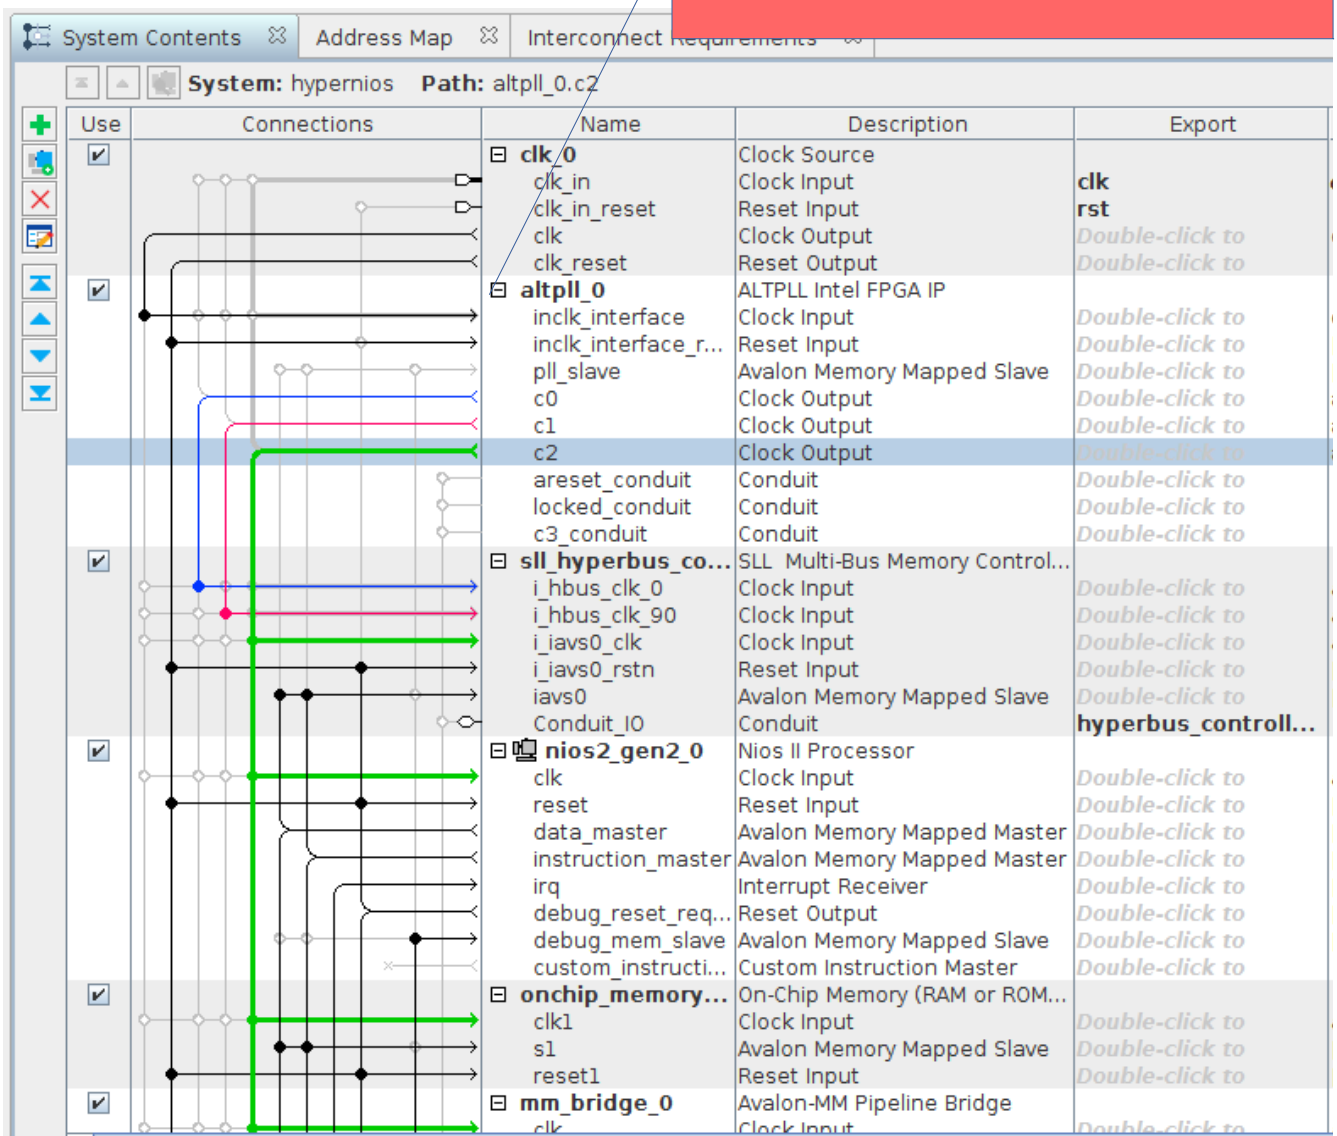 System Contents Address Map Interconnect Requirements
System: hypernios Path: altpll_0.c2
Use Connections Name Description Export
clk_0 Clock Source
clk_in Clock Input clk
clk_in_reset Reset Input rst
clk Clock Output Double-click to
clk_reset Reset Output Double-click to
altpll_0 ALTPLL Intel FPGA IP
inclk_interface Clock Input Double-click to
inclk_interface_r... Reset Input Double-click to
pll_slave Avalon Memory Mapped Slave Double-click to
c0 Clock Output Double-click to
c1 Clock Output Double-click to
c2 Clock Output Double-click to
areset_conduit Conduit Double-click to
locked_conduit Conduit Double-click to
c3_conduit Conduit Double-click to
sll_hyperbus_co... SLL Multi-Bus Memory Control...
i_hbus_clk_0 Clock Input Double-click to
i_hbus_clk_90 Clock Input Double-click to
i_iavs0_clk Clock Input Double-click to
i_iavs0_rstn Reset Input Double-click to
iavs0 Avalon Memory Mapped Slave Double-click to
Conduit_IO Conduit hyperbus_controll...
nios2_gen2_0 Nios II Processor
clk Clock Input Double-click to
reset Reset Input Double-click to
data_master Avalon Memory Mapped Master Double-click to
instruction_master Avalon Memory Mapped Master Double-click to
irq Interrupt Receiver Double-click to
debug_reset_req... Reset Output Double-click to
debug_mem_slave Avalon Memory Mapped Slave Double-click to
custom_instructi... Custom Instruction Master Double-click to
onchip_memory... On-Chip Memory (RAM or ROM...
clk1 Clock Input Double-click to
s1 Avalon Memory Mapped Slave Double-click to
reset1 Reset Input Double-click to
mm_bridge_0 Avalon-MM Pipeline Bridge
clk Clock Input Double-click to